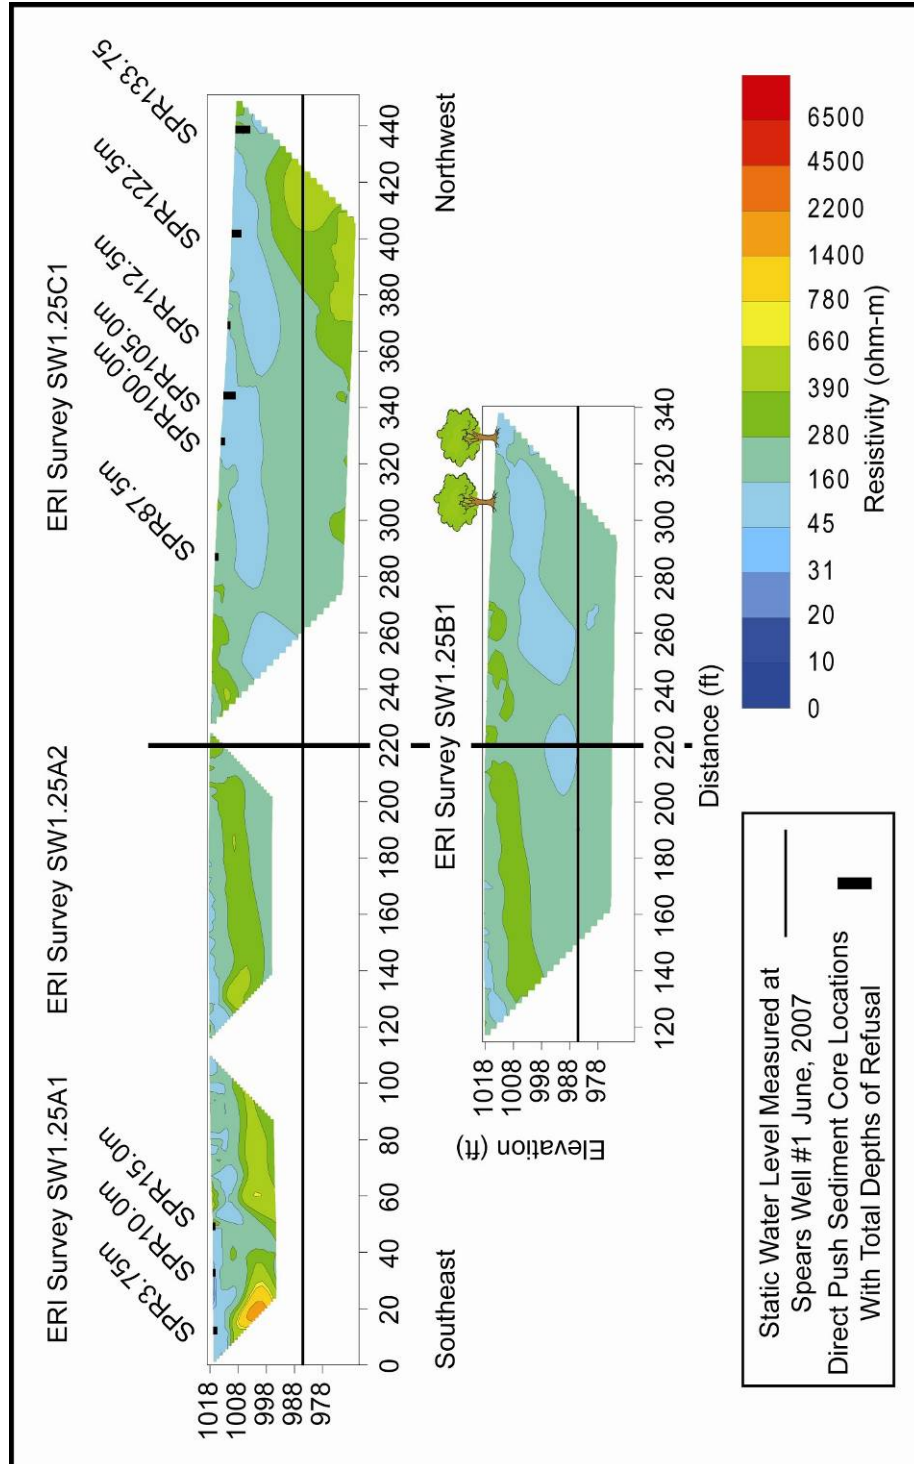 ERI Survey SW1.25A1
ERI Survey SW1.25A2
ERI Survey SW1.25C1
SPR3.75m
SPR10.0m
SPR15.0m
SPR87.5m
SPR100.0m
SPR105.0m
SPR112.5m
SPR122.5m
SPR133.75
1018
1008
998
988
978
0 20 40 60 80 100 120 140 160 180 200 220 240 260 280 300 320 340 360 380 400 420 440
Southeast
Northwest
ERI Survey SW1.25B1
Elevation (ft)
1018
1008
998
988
978
120 140 160 180 200 220 240 260 280 300 320 340
Distance (ft)
Static Water Level Measured at
Spears Well #1 June, 2007
Direct Push Sediment Core Locations
With Total Depths of Refusal
0 10 20 31 45 160 280 390 660 780 1400 2200 4500 6500
Resistivity (ohm-m)